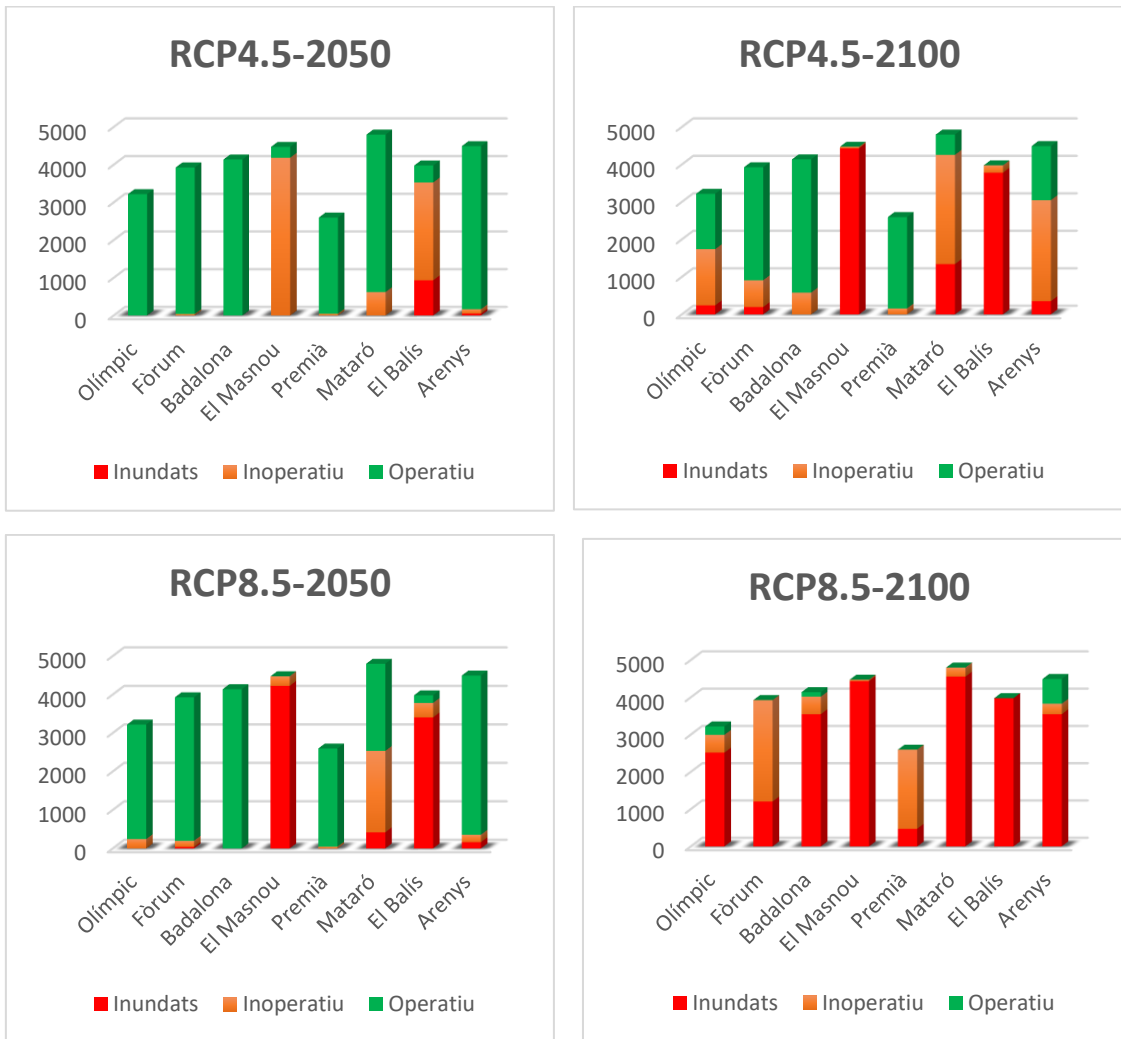 RCP4.5-2050
5000
4000
3000
2000
1000
0
Olímpic
Fòrum
Badalona
El Masnou
Premià
Mataró
El Balís
Arenys
Inundats Inoperatiu Operatiu
RCP4.5-2100
5000
4000
3000
2000
1000
0
Olímpic
Fòrum
Badalona
El Masnou
Premià
Mataró
El Balís
Arenys
Inundats Inoperatiu Operatiu
RCP8.5-2050
5000
4000
3000
2000
1000
0
Olímpic
Fòrum
Badalona
El Masnou
Premià
Mataró
El Balís
Arenys
Inundats Inoperatiu Operatiu
RCP8.5-2100
5000
4000
3000
2000
1000
0
Olímpic
Fòrum
Badalona
El Masnou
Premià
Mataró
El Balís
Arenys
Inundats Inoperatiu Operatiu